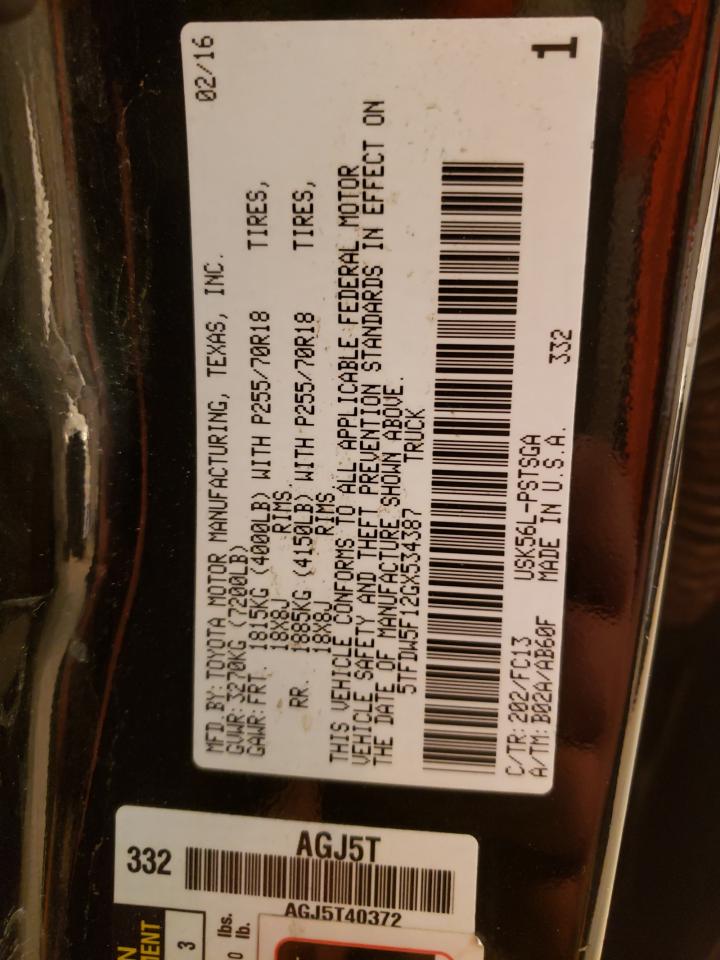 02/16
MFD.BY:TOYOTA MOTOR MANUFACTURING, TEXAS, INC.
GVWR:3270KG (7200LB)
GAWR:FRT. 1815KG (4000LB) WITH P255/70R18 TIRES,
18X8J RIMS.
RR. 1885KG (4150LB) WITH P255/70R18 TIRES,
18X8J RIMS.
THIS VEHICLE CONFORMS TO ALL APPLICABLE FEDERAL MOTOR
VEHICLE SAFETY AND THEFT PREVENTION STANDARDS IN EFFECT ON
THE DATE OF MANUFACTURE SHOWN ABOVE.
5TFDW5F12GX534387 TRUCK
C/TR:202/FC13 USK56L-PSTSGA
A/TM:B02A/AB60F MADE IN U.S.A. 332
1
332
AGJ5T
AGJ5T40372
3
lbs.
0 lb.